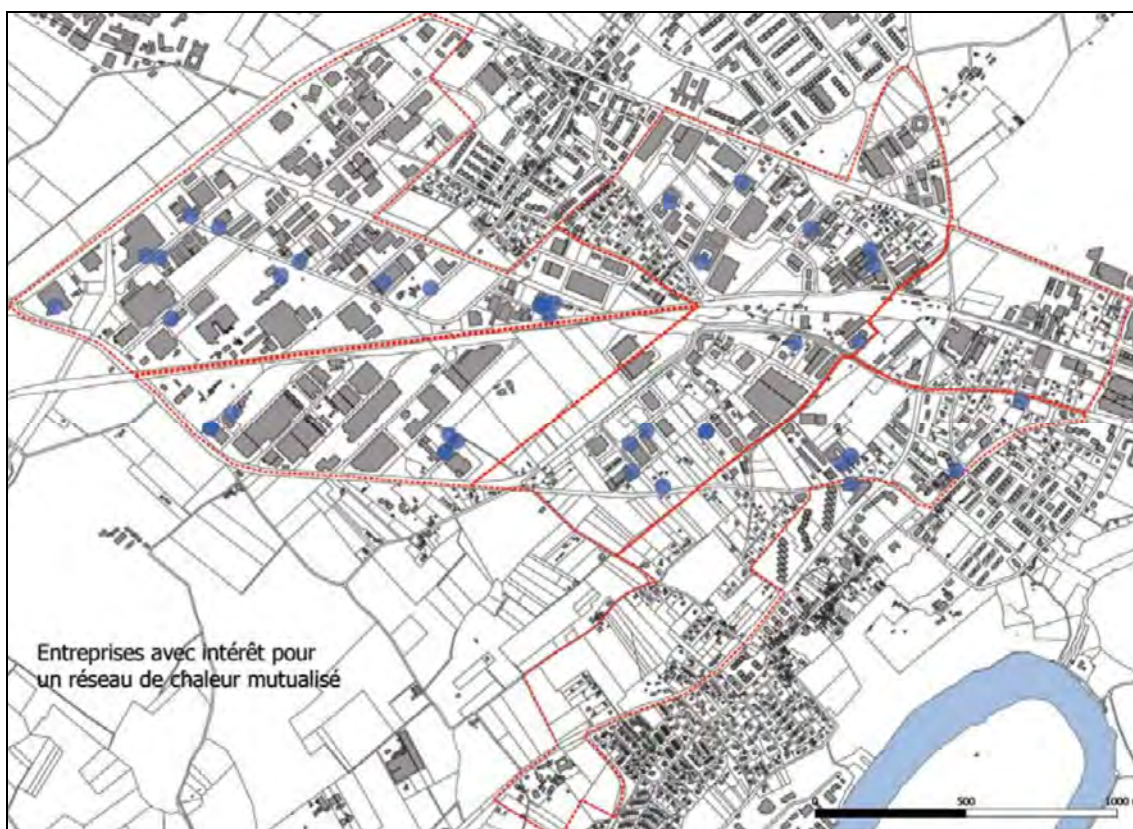 Entreprises avec intérêt pour
un réseau de chaleur mutualisé
0 500 1000 m